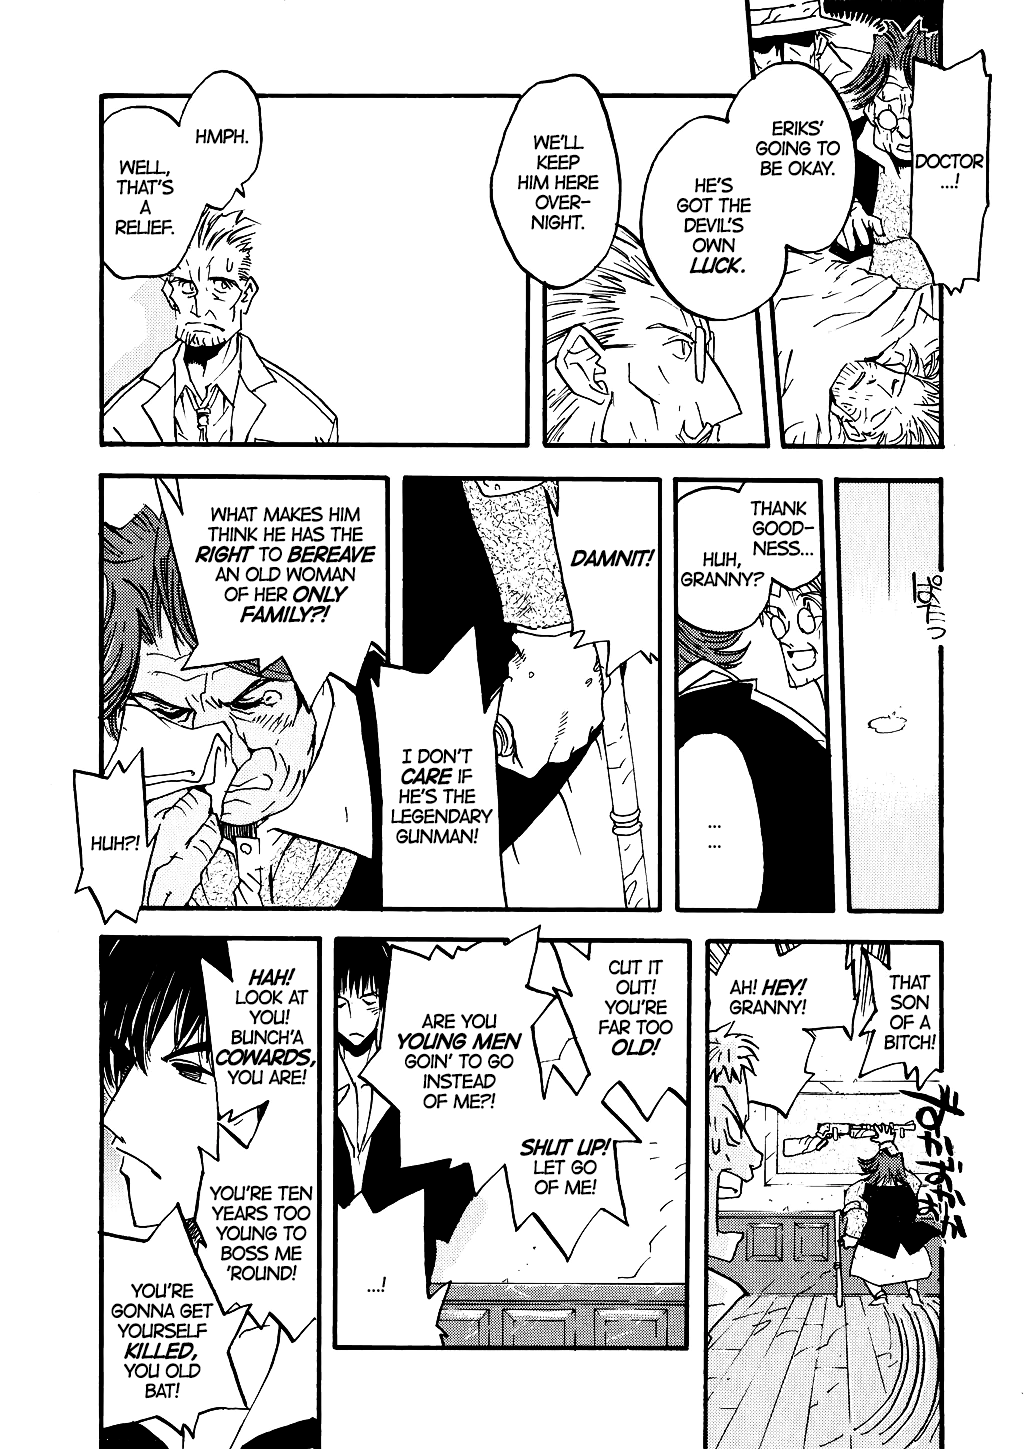 DOCTOR
...!
ERIKS'
GOING TO
BE OKAY.
HE'S
GOT THE
DEVIL'S
OWN
LUCK.
WE'LL
KEEP
HIM HERE
OVER-
NIGHT.
HMPH.
WELL,
THAT'S
A
RELIEF.
THANK
GOOD-
NESS...
HUH,
GRANNY?
...
...
DAMNIT!
I DON'T
CARE IF
HE'S THE
LEGENDARY
GUNMAN!
WHAT MAKES HIM
THINK HE HAS THE
RIGHT TO BEREAVE
AN OLD WOMAN
OF HER ONLY
FAMILY?!
HUH?!
THAT
SON
OF A
BITCH!
AH! HEY!
GRANNY!
CUT IT
OUT!
YOU'RE
FAR TOO
OLD!
ARE YOU
YOUNG MEN
GOIN' TO GO
INSTEAD
OF ME?!
SHUT UP!
LET GO
OF ME!
...!
HAH!
LOOK AT
YOU!
BUNCH'A
COWARDS,
YOU ARE!
YOU'RE TEN
YEARS TOO
YOUNG TO
BOSS ME
'ROUND!
YOU'RE
GONNA GET
YOURSELF
KILLED,
YOU OLD
BAT!